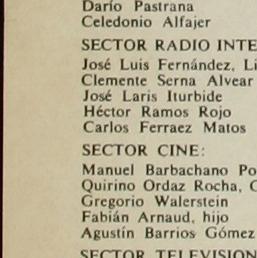 Darío Pastrana
Celedonio Alfajer
SECTOR RADIO INTE
José Luis Fernández, Li
Clemente Serna Alvear
José Laris Iturbide
Héctor Ramos Rojo
Carlos Ferraez Matos
SECTOR CINE:
Manuel Barbachano Po
Quirino Ordaz Rocha, C
Gregorio Walerstein
Fabián Arnaud, hijo
Agustín Barrios Gómez
SECTOR TELEVISION